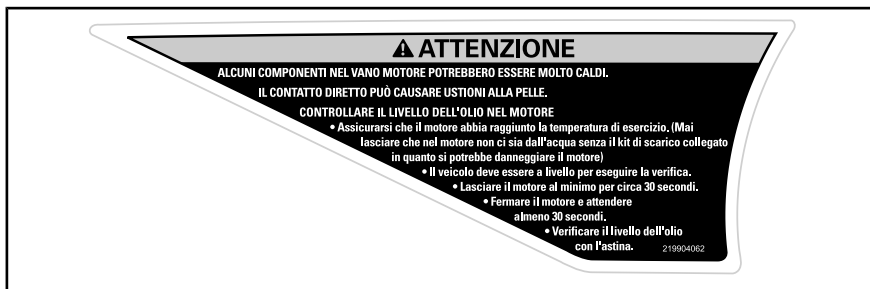 ⚠ ATTENZIONE
ALCUNI COMPONENTI NEL VANO MOTORE POTREBBERO ESSERE MOLTO CALDI.
IL CONTATTO DIRETTO PUÒ CAUSARE USTIONI ALLA PELLE.
CONTROLLARE IL LIVELLO DELL'OLIO NEL MOTORE
• Assicurarsi che il motore abbia raggiunto la temperatura di esercizio. (Mai
lasciare che nel motore non ci sia dall'acqua senza il kit di scarico collegato
in quanto si potrebbe danneggiare il motore)
• Il veicolo deve essere a livello per eseguire la verifica.
• Lasciare il motore al minimo per circa 30 secondi.
• Fermare il motore e attendere
almeno 30 secondi.
• Verificare il livello dell'olio
con l'astina.
219904062